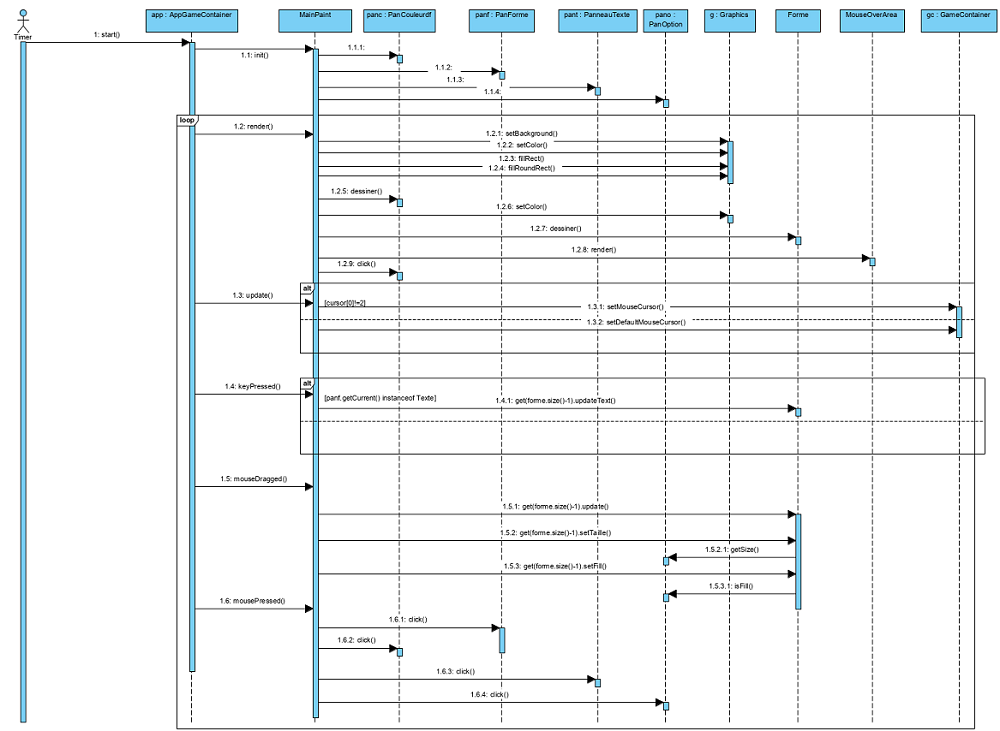 app : AppGameContainer
MainPaint
panc : PanCouleurdf
panf : PanForme
pant : PanneauTexte
pano :
PanOption
g : Graphics
Forme
MouseOverArea
gc : GameContainer
Timer
1: start()
1.1: init()
1.1.1:
1.1.2:
1.1.3:
1.1.4:
loop
1.2: render()
1.2.1: setBackground()
1.2.2: setColor()
1.2.3: fillRect()
1.2.4: fillRoundRect()
1.2.5: dessiner()
1.2.6: setColor()
1.2.7: dessiner()
1.2.8: render()
1.2.9: click()
alt
1.3: update()
[cursor[0]!=2]
1.3.1: setMouseCursor()
1.3.2: setDefaultMouseCursor()
alt
1.4: keyPressed()
[panf.getCurrent() instanceof Texte]
1.4.1: get(forme.size()-1).updateText()
1.5: mouseDragged()
1.5.1: get(forme.size()-1).update()
1.5.2: get(forme.size()-1).setTaille()
1.5.2.1: getSize()
1.5.3: get(forme.size()-1).setFill()
1.5.3.1: isFill()
1.6: mousePressed()
1.6.1: click()
1.6.2: click()
1.6.3: click()
1.6.4: click()